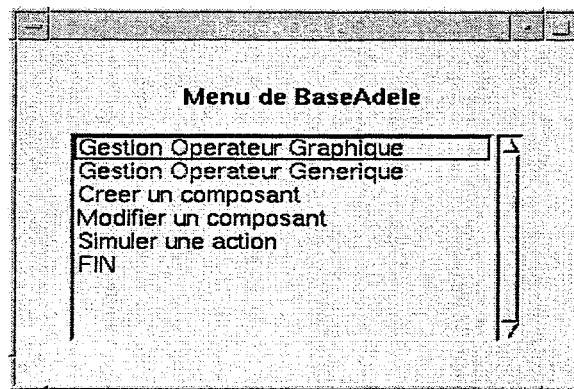 Menu de BaseAdele
Gestion Operateur Graphique
Gestion Operateur Generique
Creer un composant
Modifier un composant
Simuler une action
FIN